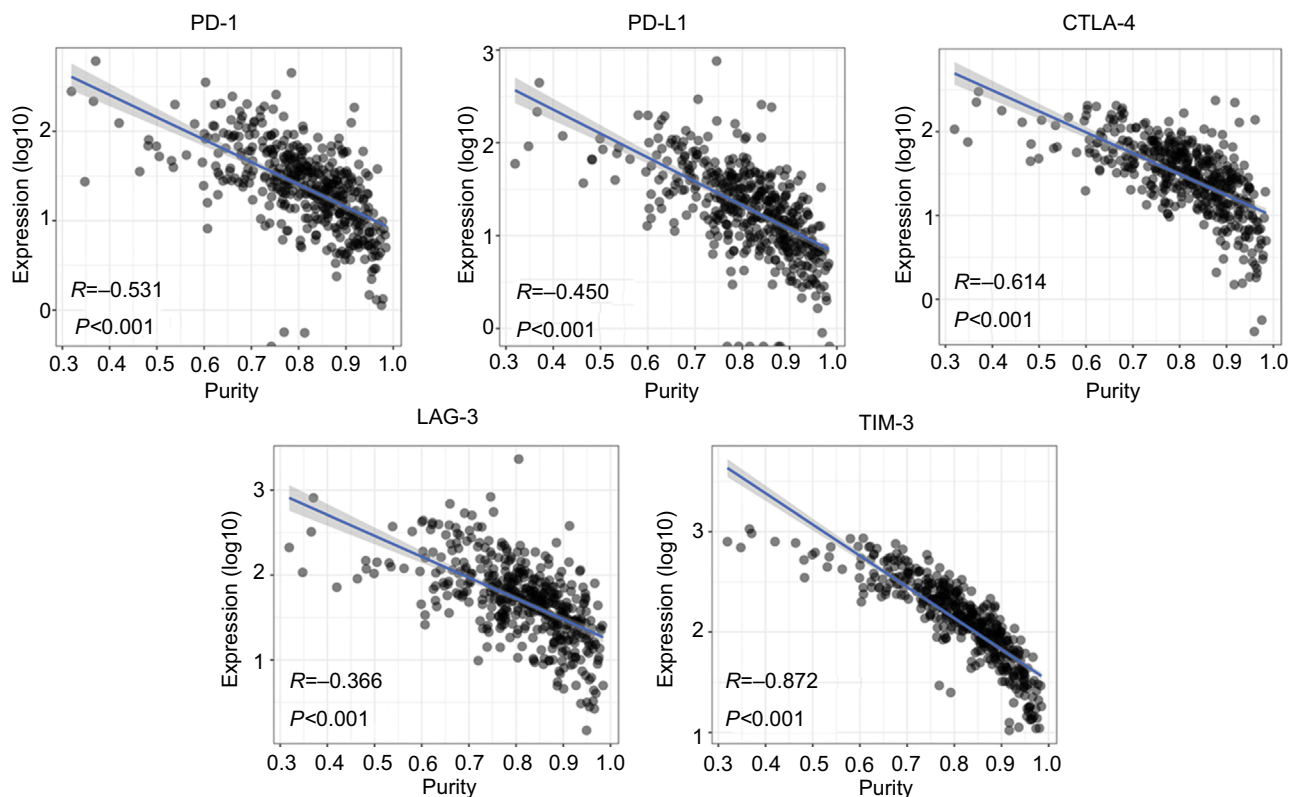 PD-1
Expression (log10)
2
1
0
R=–0.531
P<0.001
0.3 0.4 0.5 0.6 0.7 0.8 0.9 1.0
Purity
PD-L1
Expression (log10)
3
2
1
0
R=–0.450
P<0.001
0.3 0.4 0.5 0.6 0.7 0.8 0.9 1.0
Purity
CTLA-4
Expression (log10)
2
1
0
R=–0.614
P<0.001
0.3 0.4 0.5 0.6 0.7 0.8 0.9 1.0
Purity
LAG-3
Expression (log10)
3
2
1
R=–0.366
P<0.001
0.3 0.4 0.5 0.6 0.7 0.8 0.9 1.0
Purity
TIM-3
Expression (log10)
3
2
1
R=–0.872
P<0.001
0.3 0.4 0.5 0.6 0.7 0.8 0.9 1.0
Purity